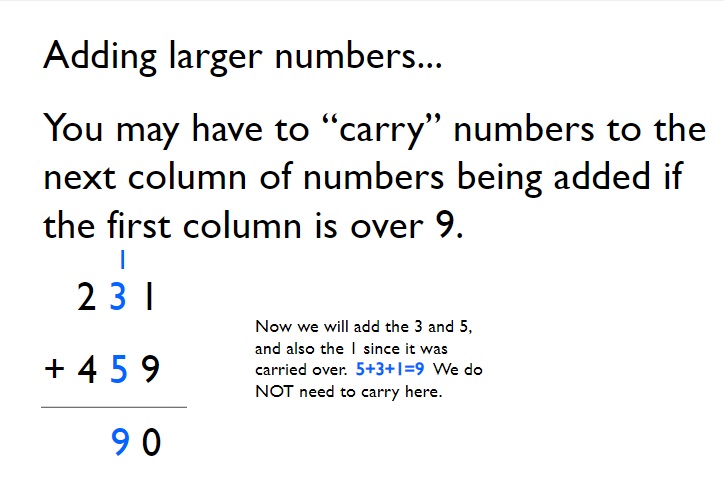 Adding larger numbers...
You may have to “carry” numbers to the
next column of numbers being added if
the first column is over 9.
1
2 3 1
Now we will add the 3 and 5,
and also the 1 since it was
carried over. 5+3+1=9 We do
NOT need to carry here.
+ 4 5 9
9 0